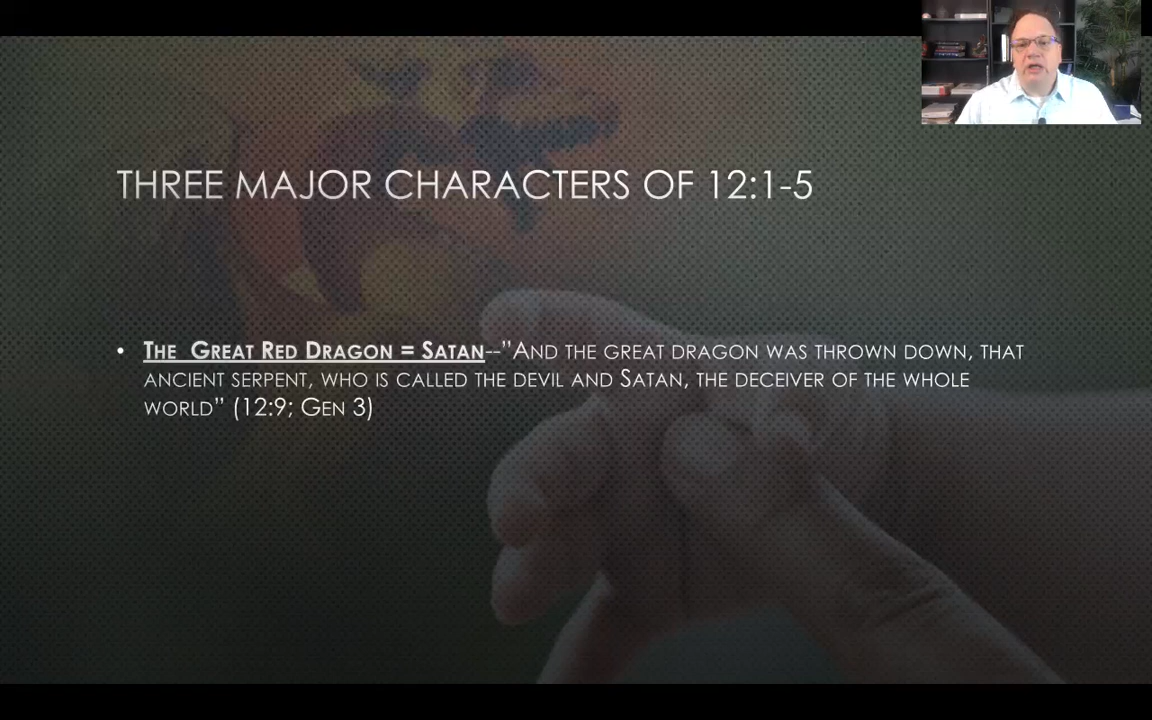 THREE MAJOR CHARACTERS OF 12:1-5
• THE GREAT RED DRAGON = SATAN--”AND THE GREAT DRAGON WAS THROWN DOWN, THAT
ANCIENT SERPENT, WHO IS CALLED THE DEVIL AND SATAN, THE DECEIVER OF THE WHOLE
WORLD” (12:9; GEN 3)